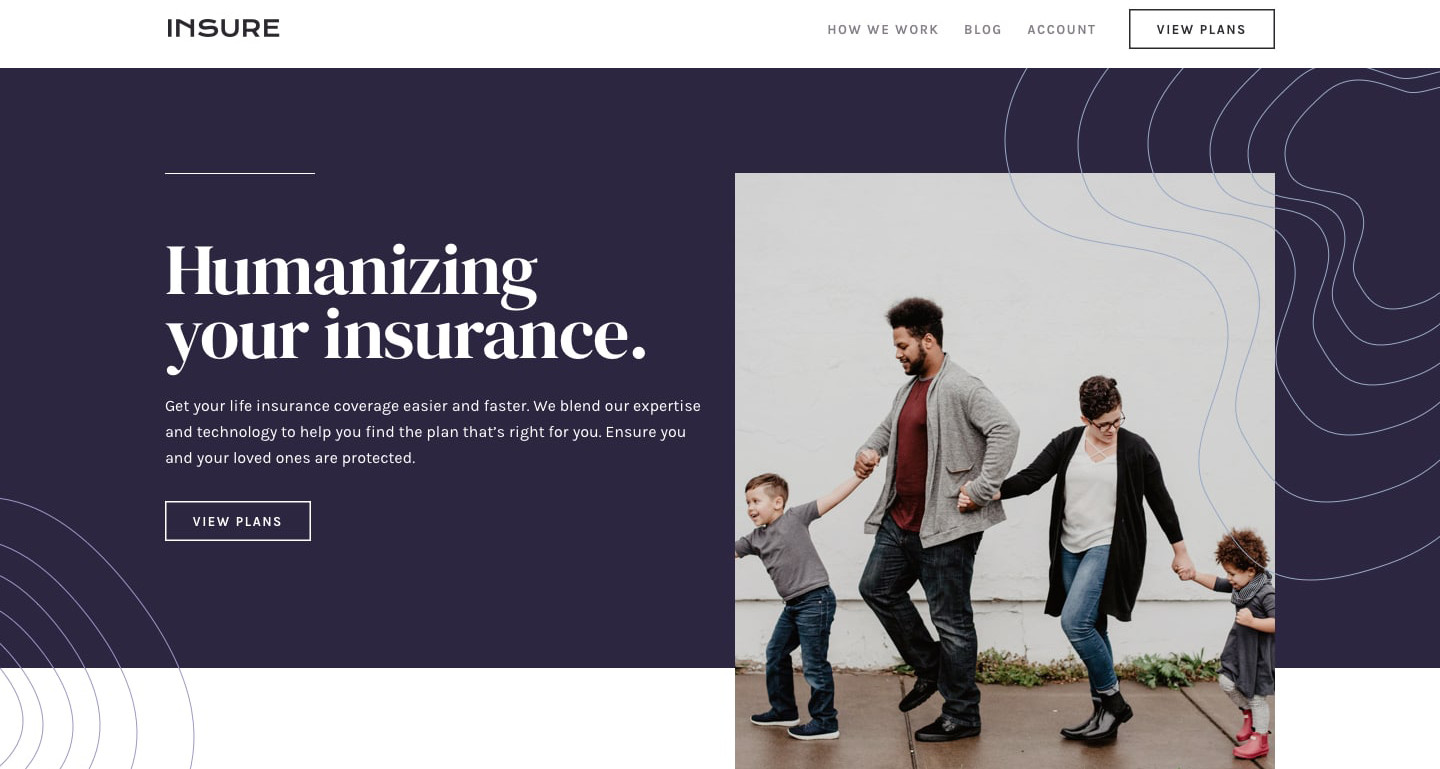 INSURE
HOW WE WORK
BLOG
ACCOUNT
VIEW PLANS
Humanizing
your insurance.
Get your life insurance coverage easier and faster. We blend our expertise
and technology to help you find the plan that’s right for you. Ensure you
and your loved ones are protected.
VIEW PLANS